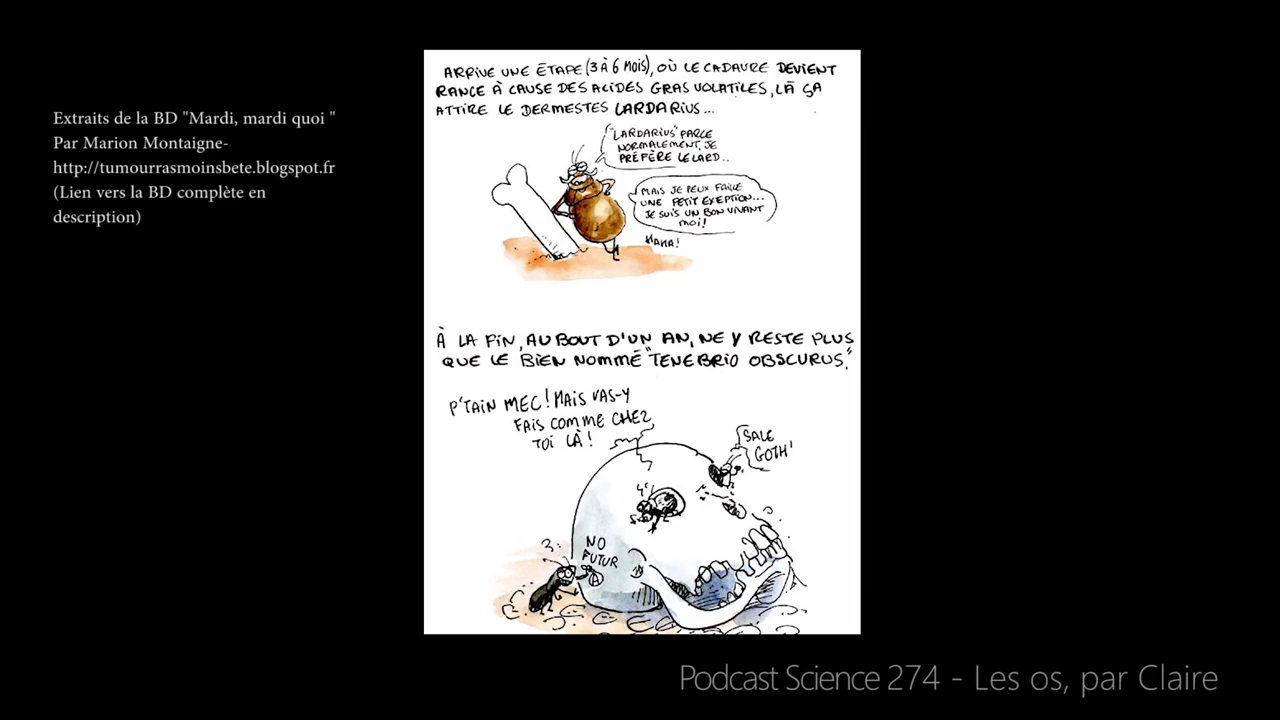 Extraits de la BD "Mardi, mardi quoi "
Par Marion Montaigne-
http://tumourrasmoinsbete.blogspot.fr
(Lien vers la BD complète en
description)
ARRIVE UNE ÉTAPE (3 À 6 MOIS), OÙ LE CADAVRE DEVIENT
RANCE À CAUSE DES ACIDES GRAS VOLATILES, LÀ ÇA
ATTIRE LE DERMESTES LARDARIUS...
"LARDARIUS" PARCE
NORMALEMENT, JE
PRÉFÈRE LE LARD..
MAIS JE PEUX FAIRE
UNE PETIT EXEPTION...
JE SUIS UN BON VIVANT
MOI!
HAHA!
À LA FIN, AU BOUT D'UN AN, NE Y RESTE PLUS
QUE LE BIEN NOMMÉ "TENEBRIO OBSCURUS".
P'TAIN MEC! MAIS VAS-Y
FAIS COMME CHEZ
TOI LÀ!
SALE
GOTH'
NO
FUTUR
Podcast Science 274 - Les os, par Claire